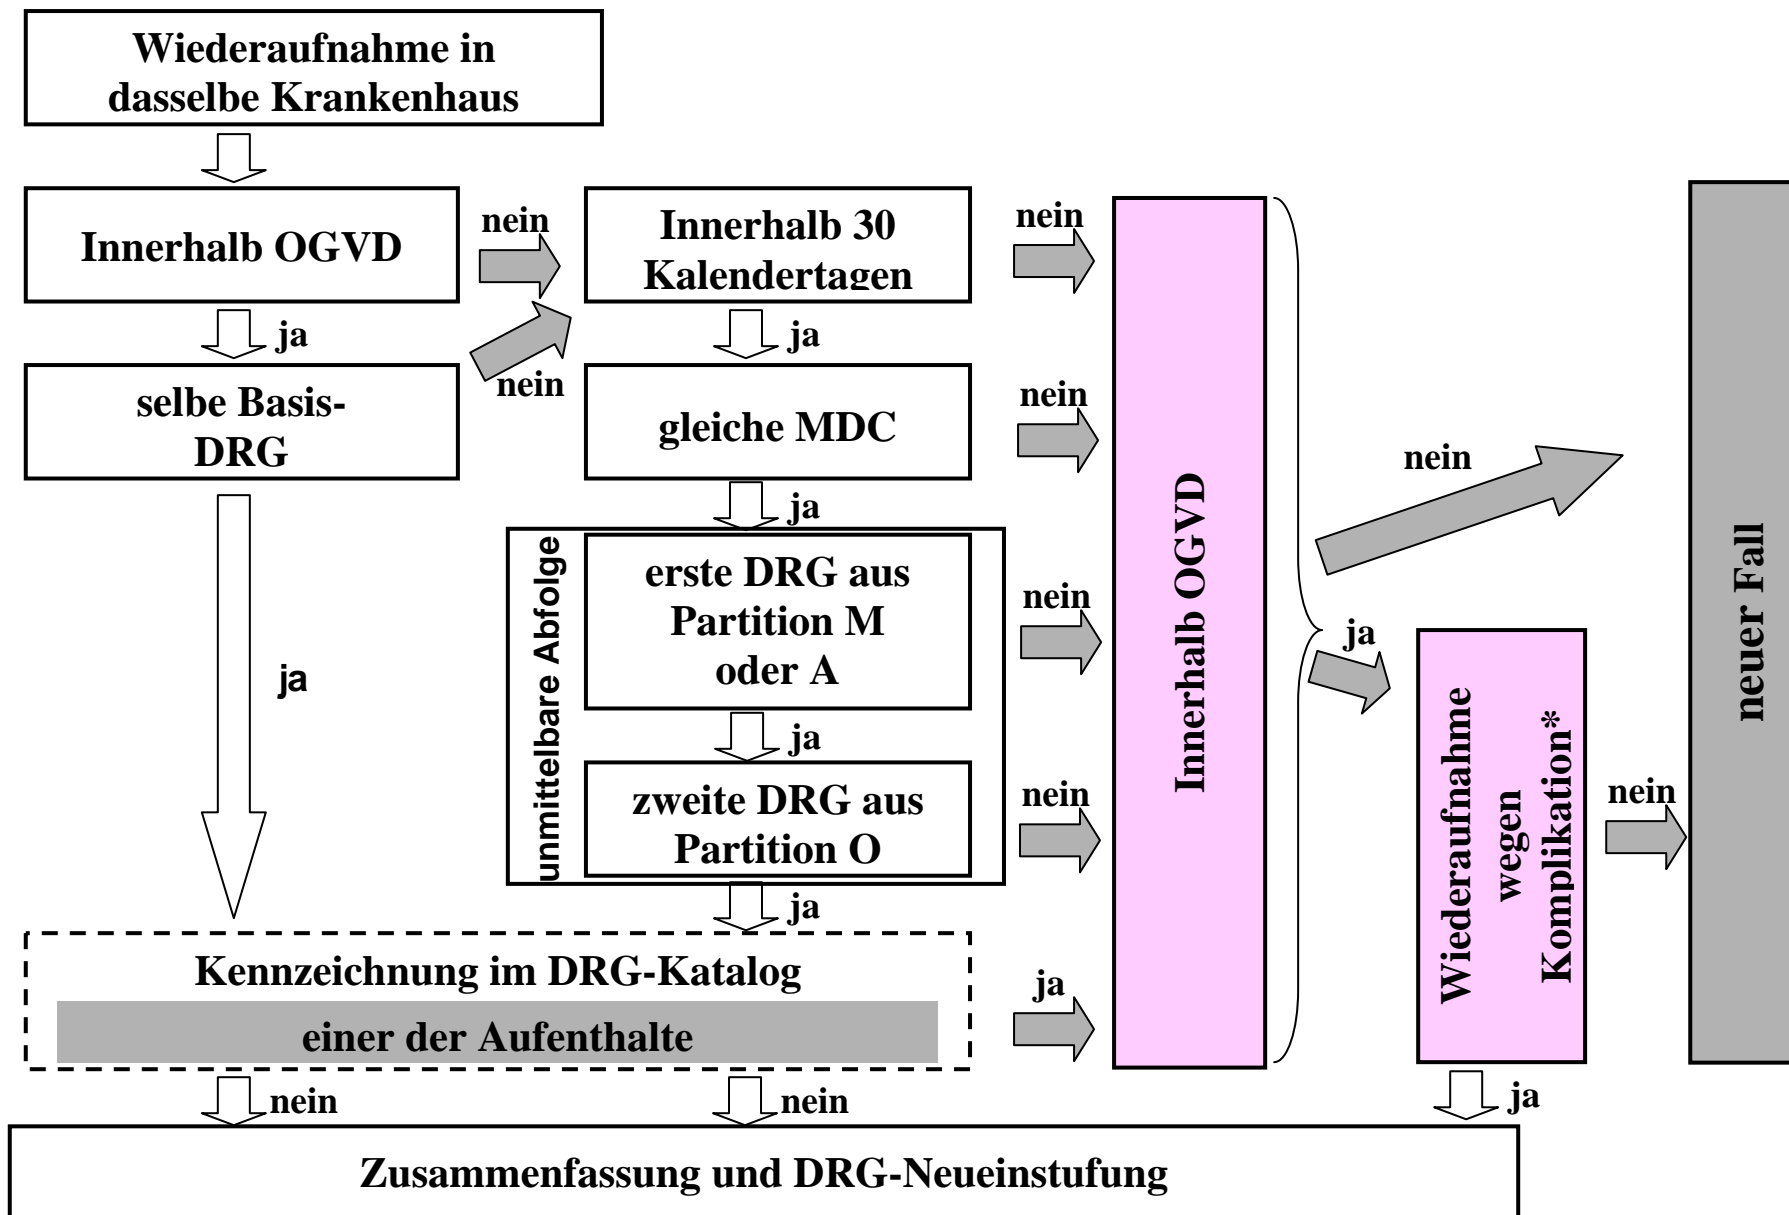 Wiederaufnahme in
dasselbe Krankenhaus
Innerhalb OGVD
nein
Innerhalb 30
Kalendertagen
nein
ja
ja
selbe Basis-
DRG
nein
gleiche MDC
nein
ja
unmittelbare Abfolge
erste DRG aus
Partition M
oder A
nein
ja
zweite DRG aus
Partition O
nein
ja
ja
Kennzeichnung im DRG-Katalog
einer der Aufenthalte
ja
nein
nein
Innerhalb OGVD
nein
ja
Wiederaufnahme
wegen
Komplikation*
nein
ja
neuer Fall
Zusammenfassung und DRG-Neueinstufung